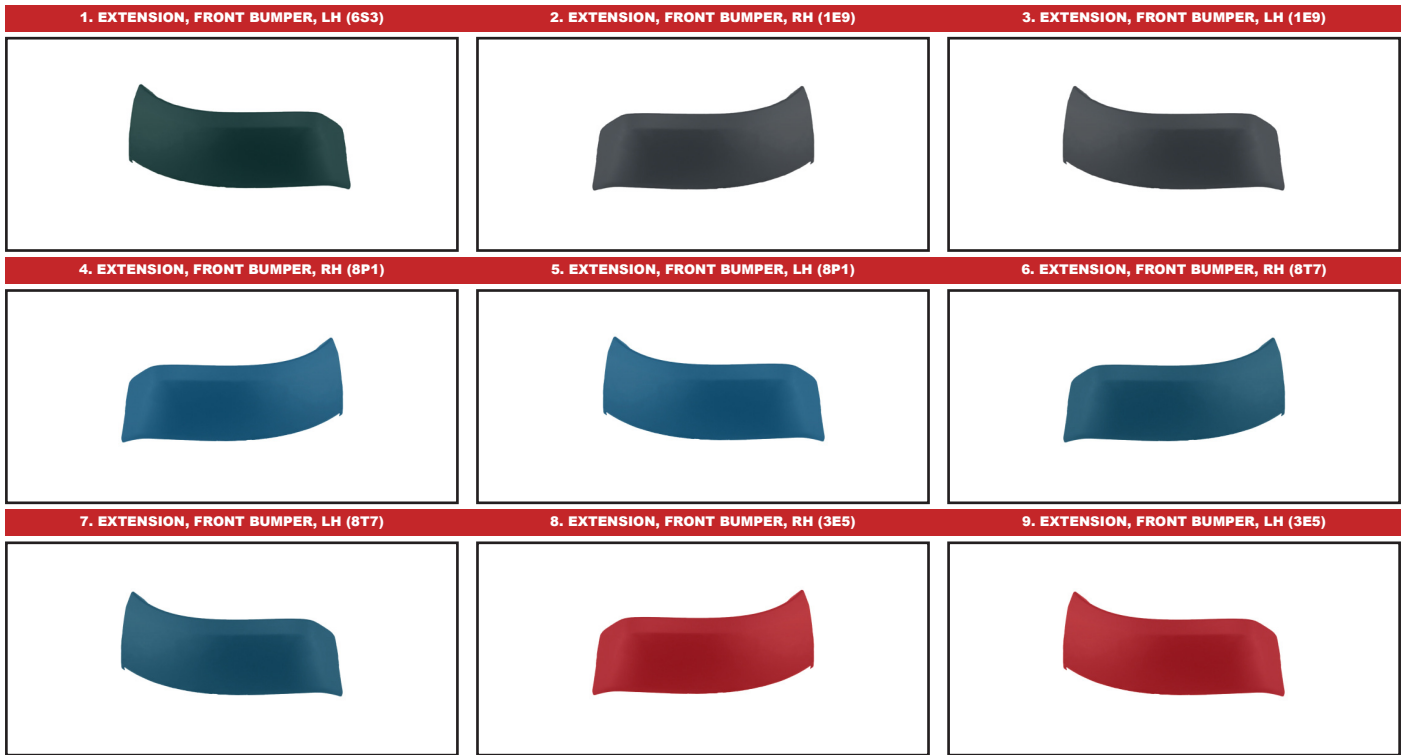 1. EXTENSION, FRONT BUMPER, LH (6S3)
2. EXTENSION, FRONT BUMPER, RH (1E9)
3. EXTENSION, FRONT BUMPER, LH (1E9)
4. EXTENSION, FRONT BUMPER, RH (8P1)
5. EXTENSION, FRONT BUMPER, LH (8P1)
6. EXTENSION, FRONT BUMPER, RH (8T7)
7. EXTENSION, FRONT BUMPER, LH (8T7)
8. EXTENSION, FRONT BUMPER, RH (3E5)
9. EXTENSION, FRONT BUMPER, LH (3E5)